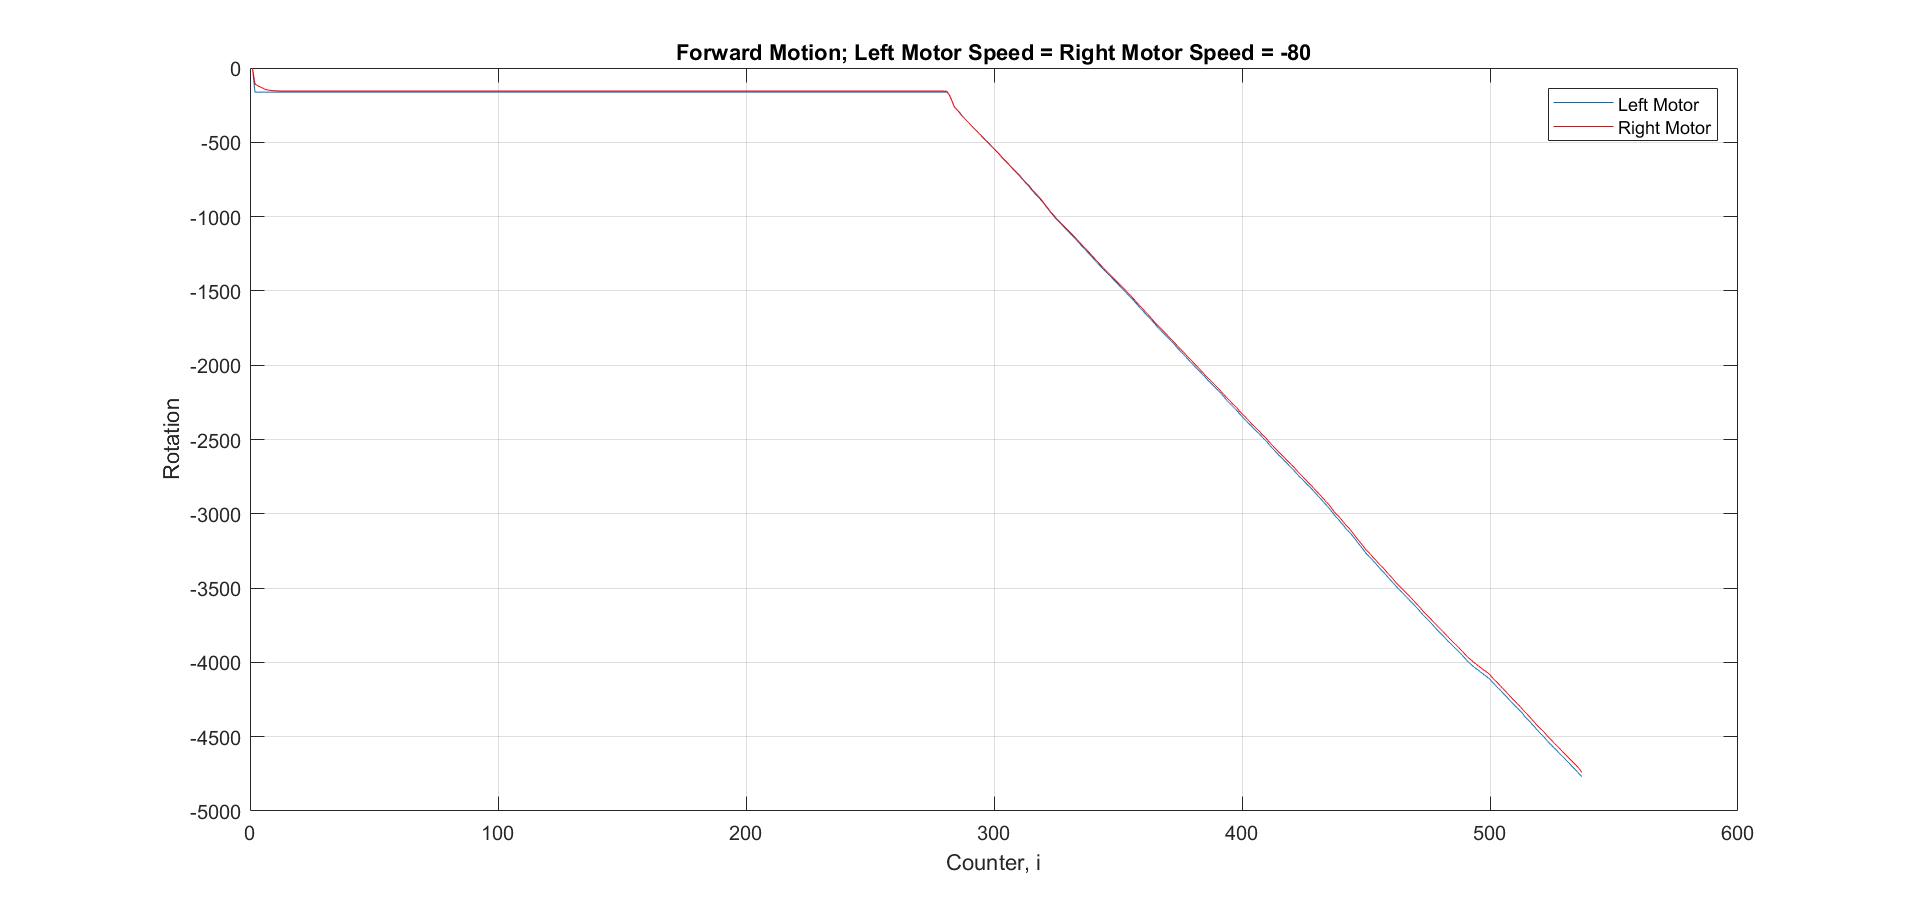 Forward Motion; Left Motor Speed = Right Motor Speed = -80
0
-500
-1000
-1500
-2000
-2500
-3000
-3500
-4000
-4500
-5000
Rotation
Left Motor
Right Motor
0 100 200 300 400 500 600
Counter, i